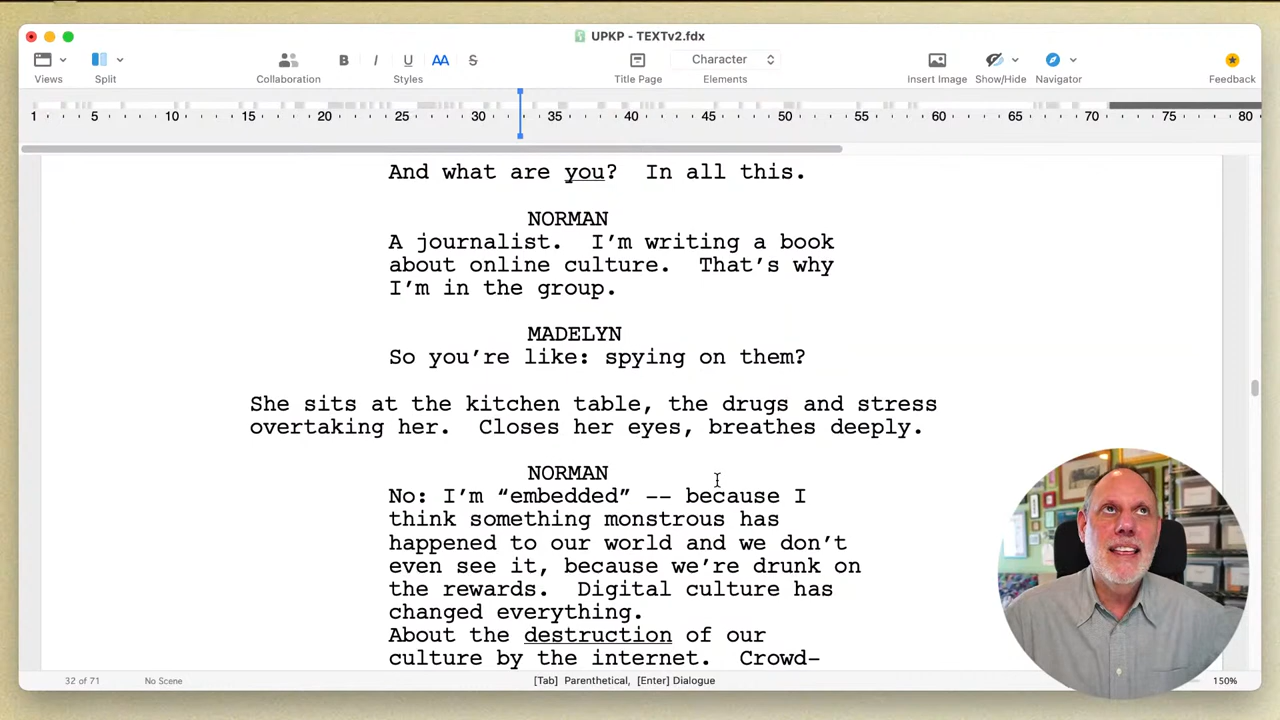 UPKP - TEXTv2.fdx
Views Split Collaboration B I U AA S Styles Title Page Character Elements Insert Image Show/Hide Navigator Feedback
1 5 10 15 20 25 30 35 40 45 50 55 60 65 70 75 80
And what are you?  In all this.
NORMAN
A journalist.  I’m writing a book
about online culture.  That’s why
I’m in the group.
MADELYN
So you’re like: spying on them?
She sits at the kitchen table, the drugs and stress
overtaking her.  Closes her eyes, breathes deeply.
NORMAN
No: I’m “embedded” -- because I
think something monstrous has
happened to our world and we don’t
even see it, because we’re drunk on
the rewards.  Digital culture has
changed everything.
About the destruction of our
culture by the internet.  Crowd-
32 of 71 No Scene [Tab] Parenthetical, [Enter] Dialogue 150%